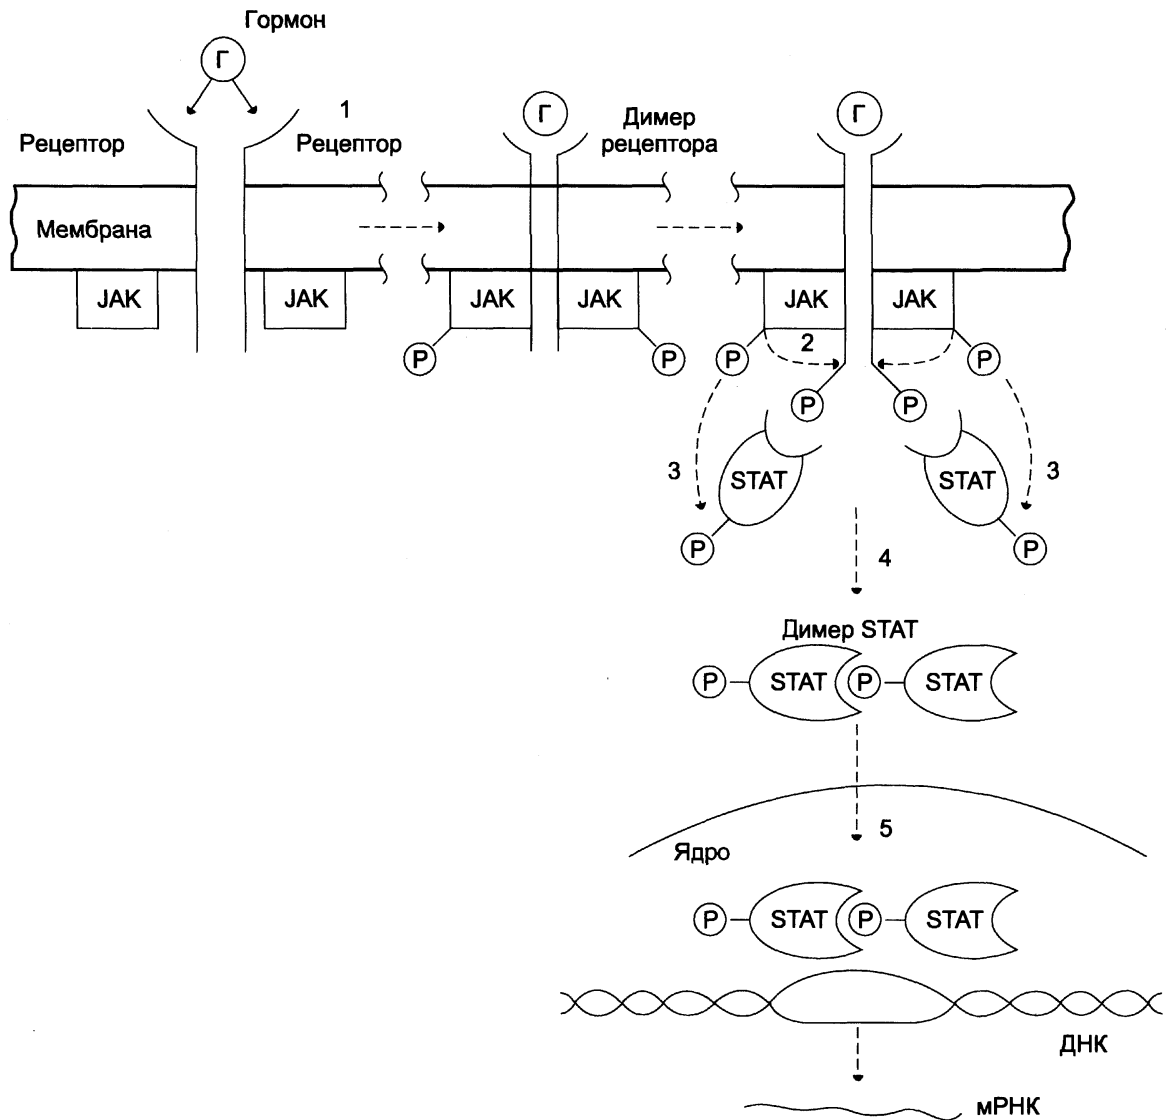 Гормон
Г
1
Рецептор
Рецептор
Г
Димер
рецептора
Г
Мембрана
JAK
JAK
JAK
JAK
JAK
JAK
P
P
P
2
P
P
P
3
STAT
STAT
3
P
P
4
Димер STAT
P
STAT
P
STAT
5
Ядро
P
STAT
P
STAT
ДНК
мРНК